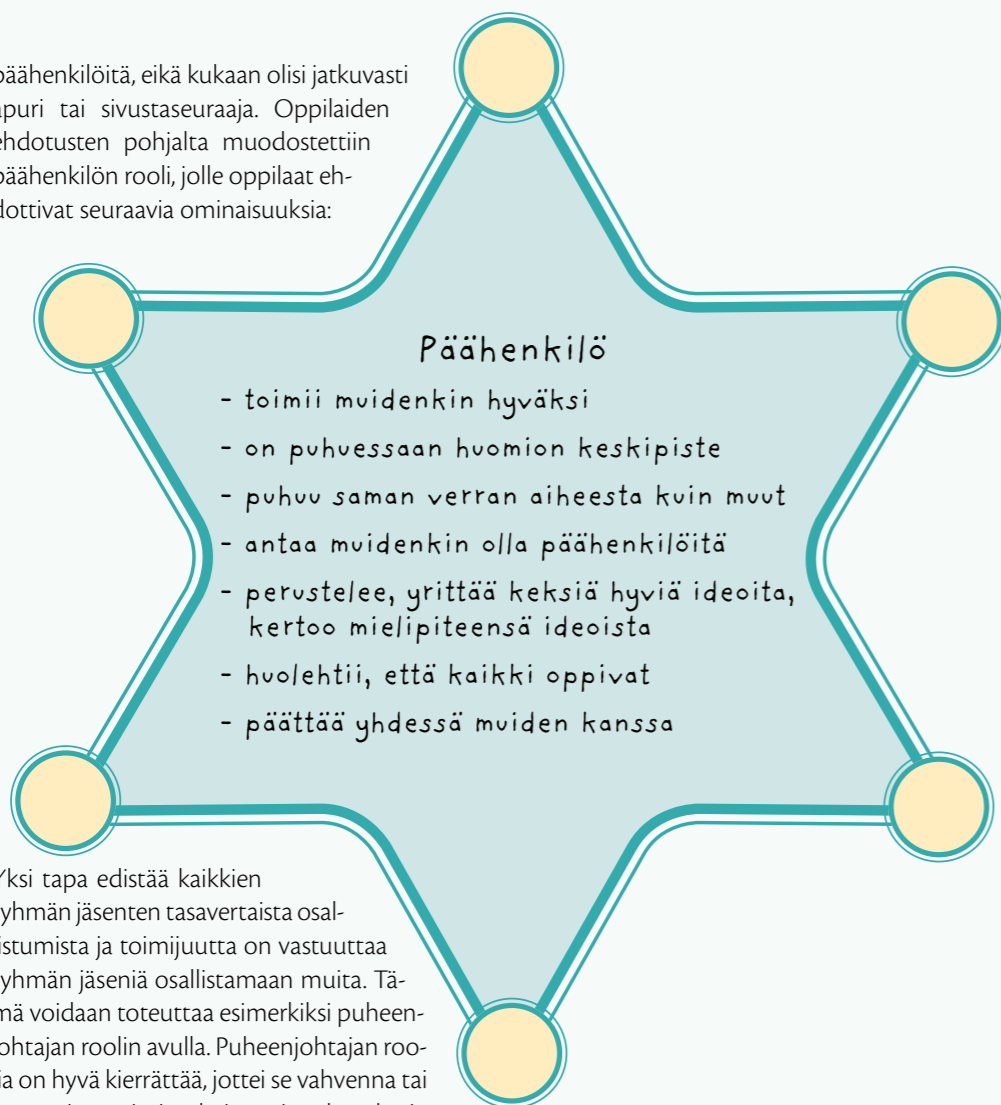 päähenkilöitä, eikä kukaan olisi jatkuvasti
apuri tai sivustaseuraaja. Oppilaiden
ehdotusten pohjalta muodostettiin
päähenkilön rooli, jolle oppilaat eh-
dottivat seuraavia ominaisuuksia:
Päähenkilö
- toimii muidenkin hyväksi
- on puhuessaan huomion keskipiste
- puhuu saman verran aiheesta kuin muut
- antaa muidenkin olla päähenkilöitä
- perustelee, yrittää keksiä hyviä ideoita,
kertoo mielipiteensä ideoista
- huolehtii, että kaikki oppivat
- päättää yhdessä muiden kanssa
Yksi tapa edistää kaikkien
ryhmän jäsenten tasavertaista osal-
listumista ja toimijuutta on vastuuttaa
ryhmän jäseniä osallistamaan muita. Tä-
mä voidaan toteuttaa esimerkiksi puheen-
johtajan roolin avulla. Puheenjohtajan roo-
lia on hyvä kierrättää, jottei se vahvenna tai